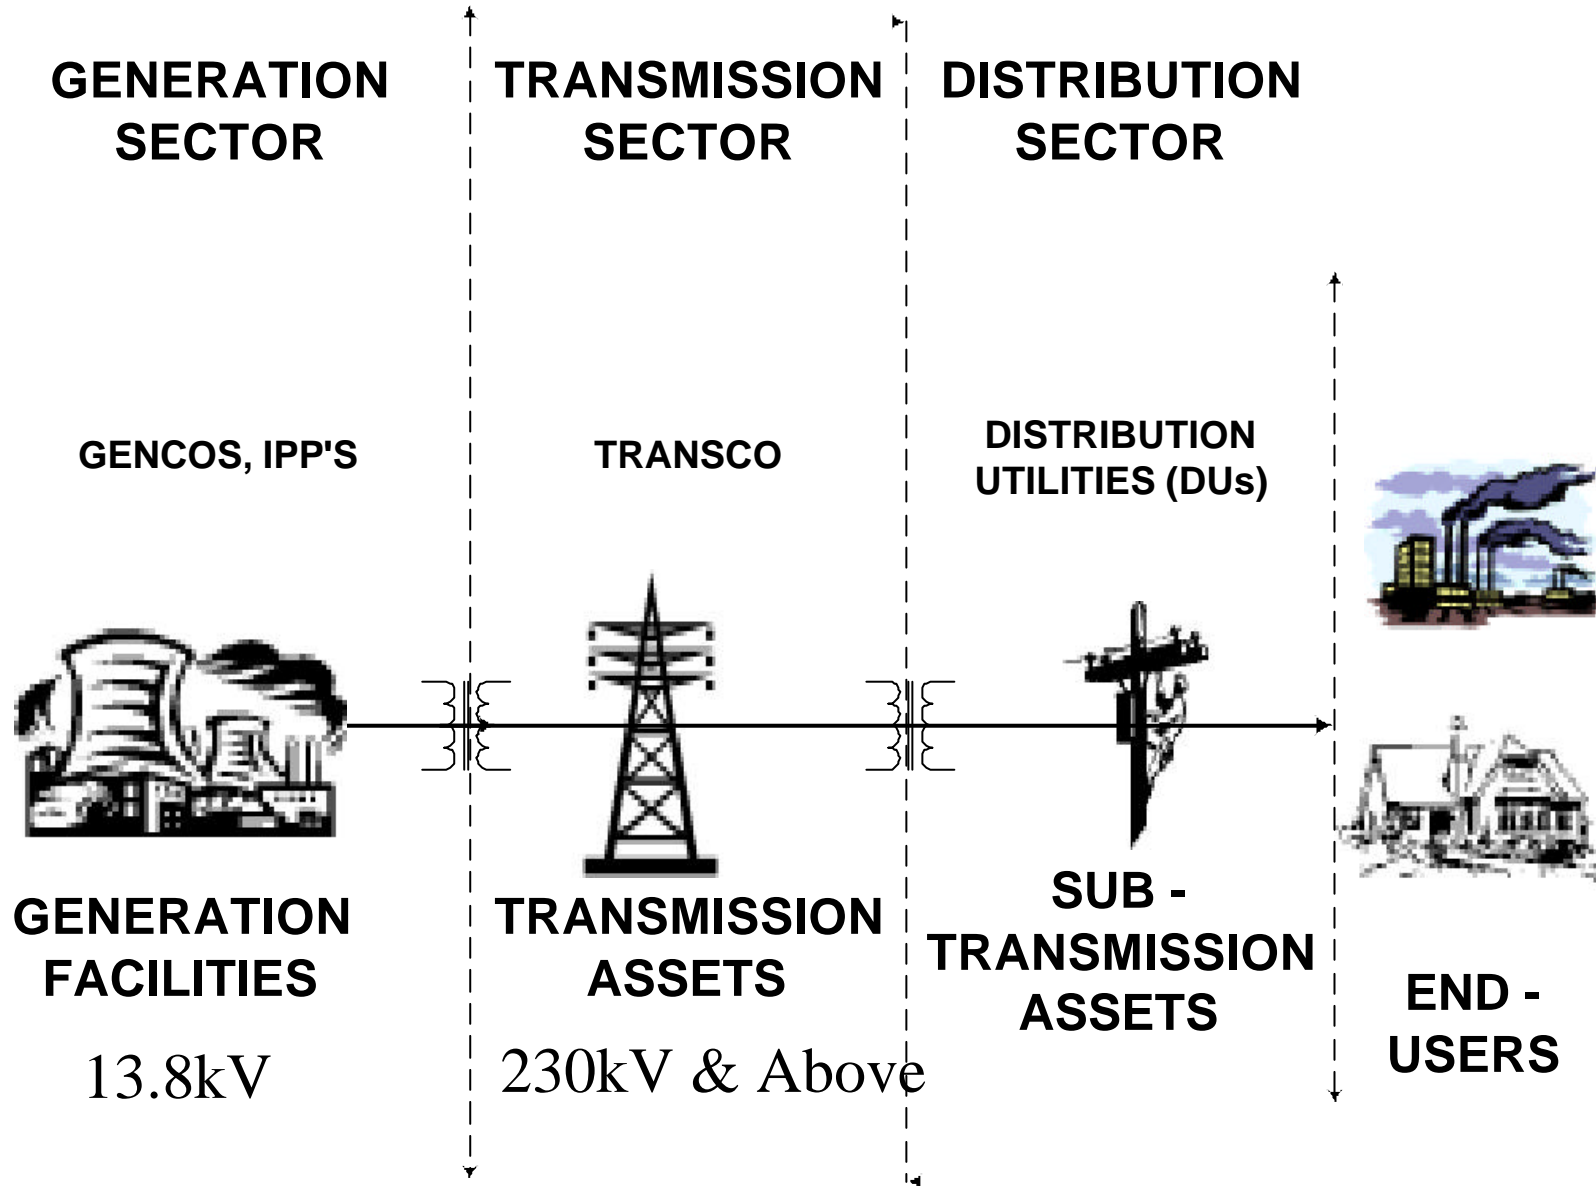 GENERATION
SECTOR
TRANSMISSION
SECTOR
DISTRIBUTION
SECTOR
GENCOS, IPP'S
TRANSCO
DISTRIBUTION
UTILITIES (DUs)
GENERATION
FACILITIES
13.8kV
TRANSMISSION
ASSETS
230kV & Above
SUB -
TRANSMISSION
ASSETS
END -
USERS